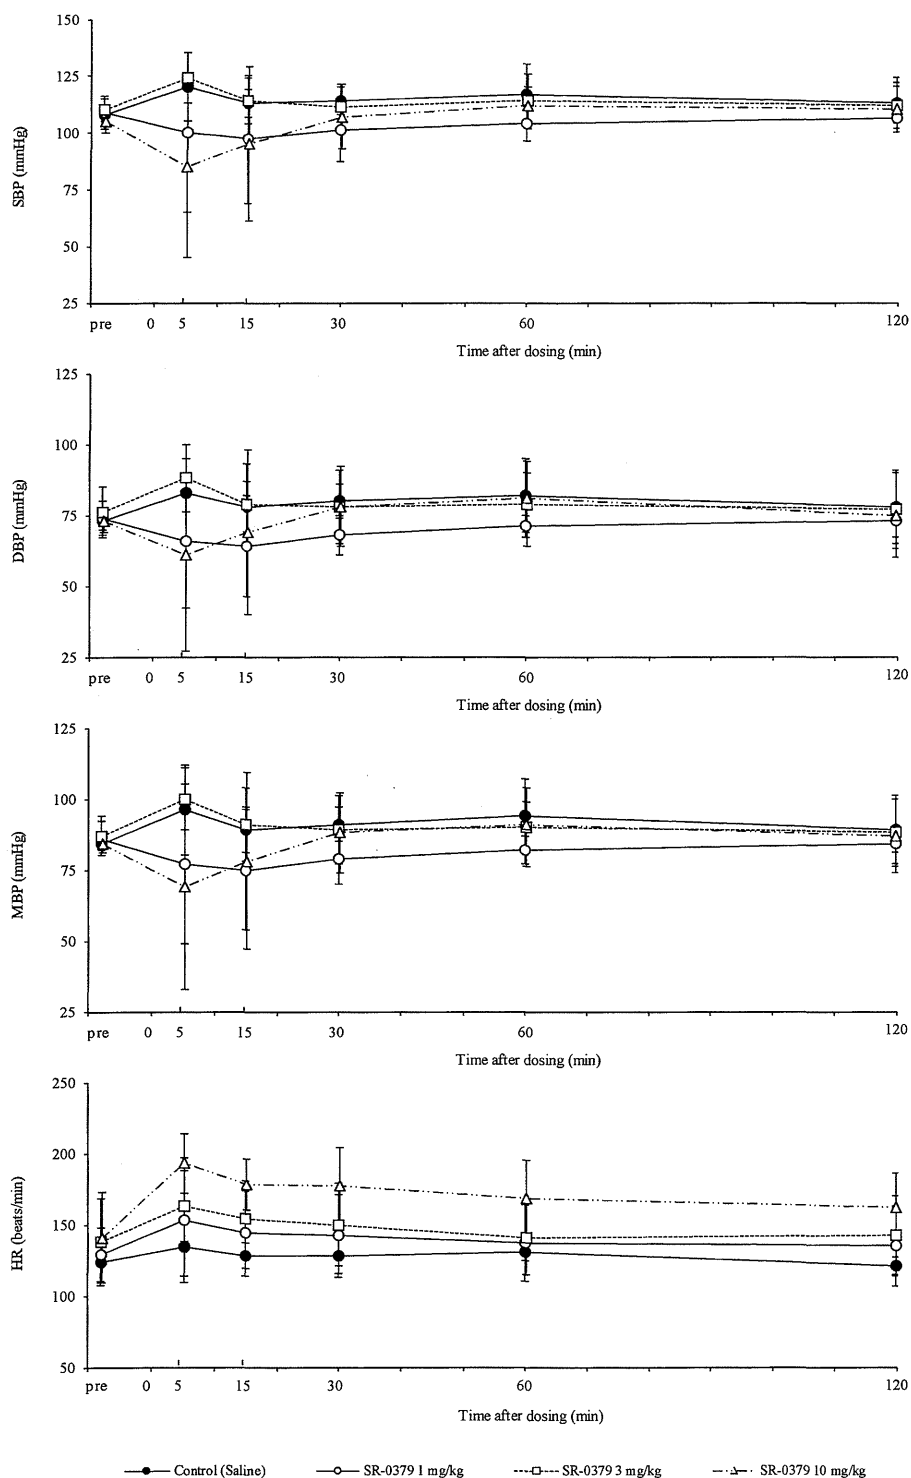 150
125
100
75
50
25
SBP (mmHg)
pre 0 5 15 30 60 120
Time after dosing (min)
125
100
75
50
25
DBP (mmHg)
pre 0 5 15 30 60 120
Time after dosing (min)
125
100
75
50
25
MBP (mmHg)
pre 0 5 15 30 60 120
Time after dosing (min)
250
200
150
100
50
HR (beats/min)
pre 0 5 15 30 60 120
Time after dosing (min)
Control (Saline) SR-0379 1 mg/kg SR-0379 3 mg/kg SR-0379 10 mg/kg